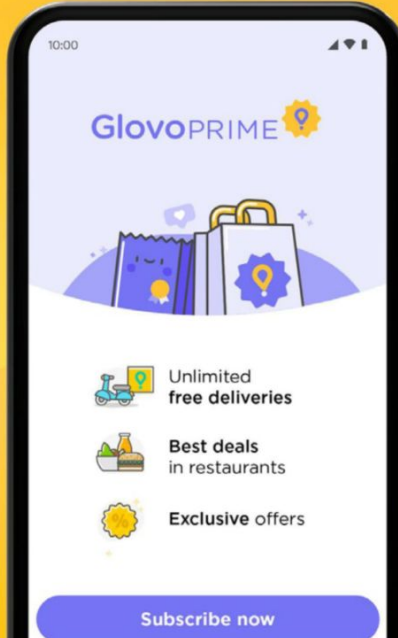 10:00
GlovoPRIME
Unlimited
free deliveries
Best deals
in restaurants
%
Exclusive offers
Subscribe now